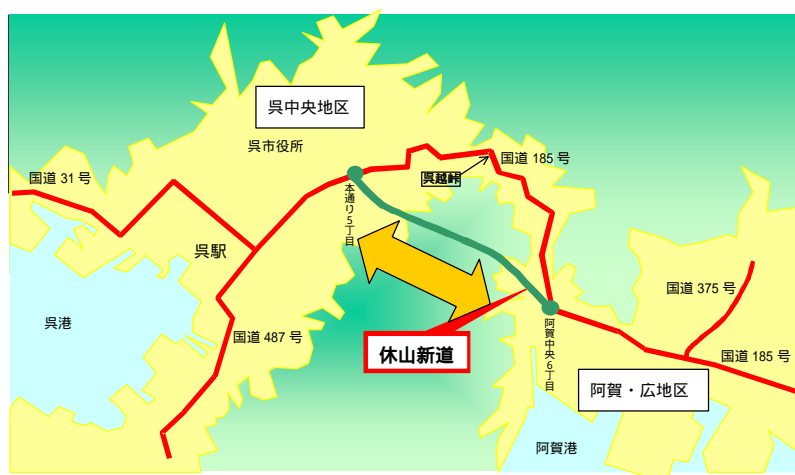 呉中央地区
呉市役所
国道 31 号
呉越峠
国道 185 号
本通り5丁目
呉駅
国道 375 号
呉港
国道 487 号
休山新道
阿賀中央6丁目
国道 185 号
阿賀・広地区
阿賀港